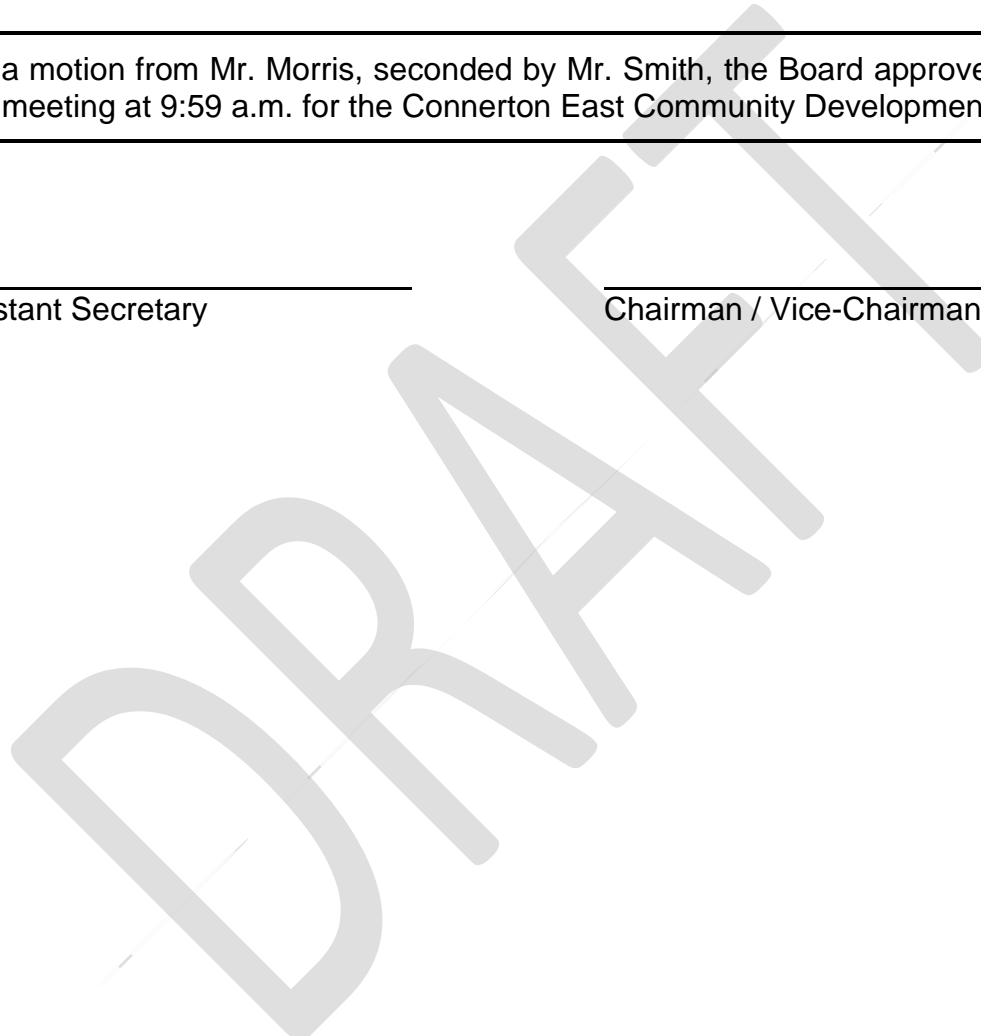 a motion from Mr. Morris, seconded by Mr. Smith, the Board approve
meeting at 9:59 a.m. for the Connerton East Community Developmen
stant Secretary
Chairman / Vice-Chairman
DRAFT